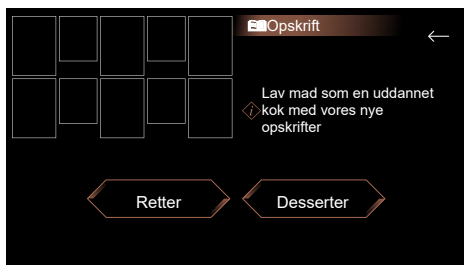 Opskrift
Lav mad som en uddannet
kok med vores nye
opskrifter
Retter
Desserter